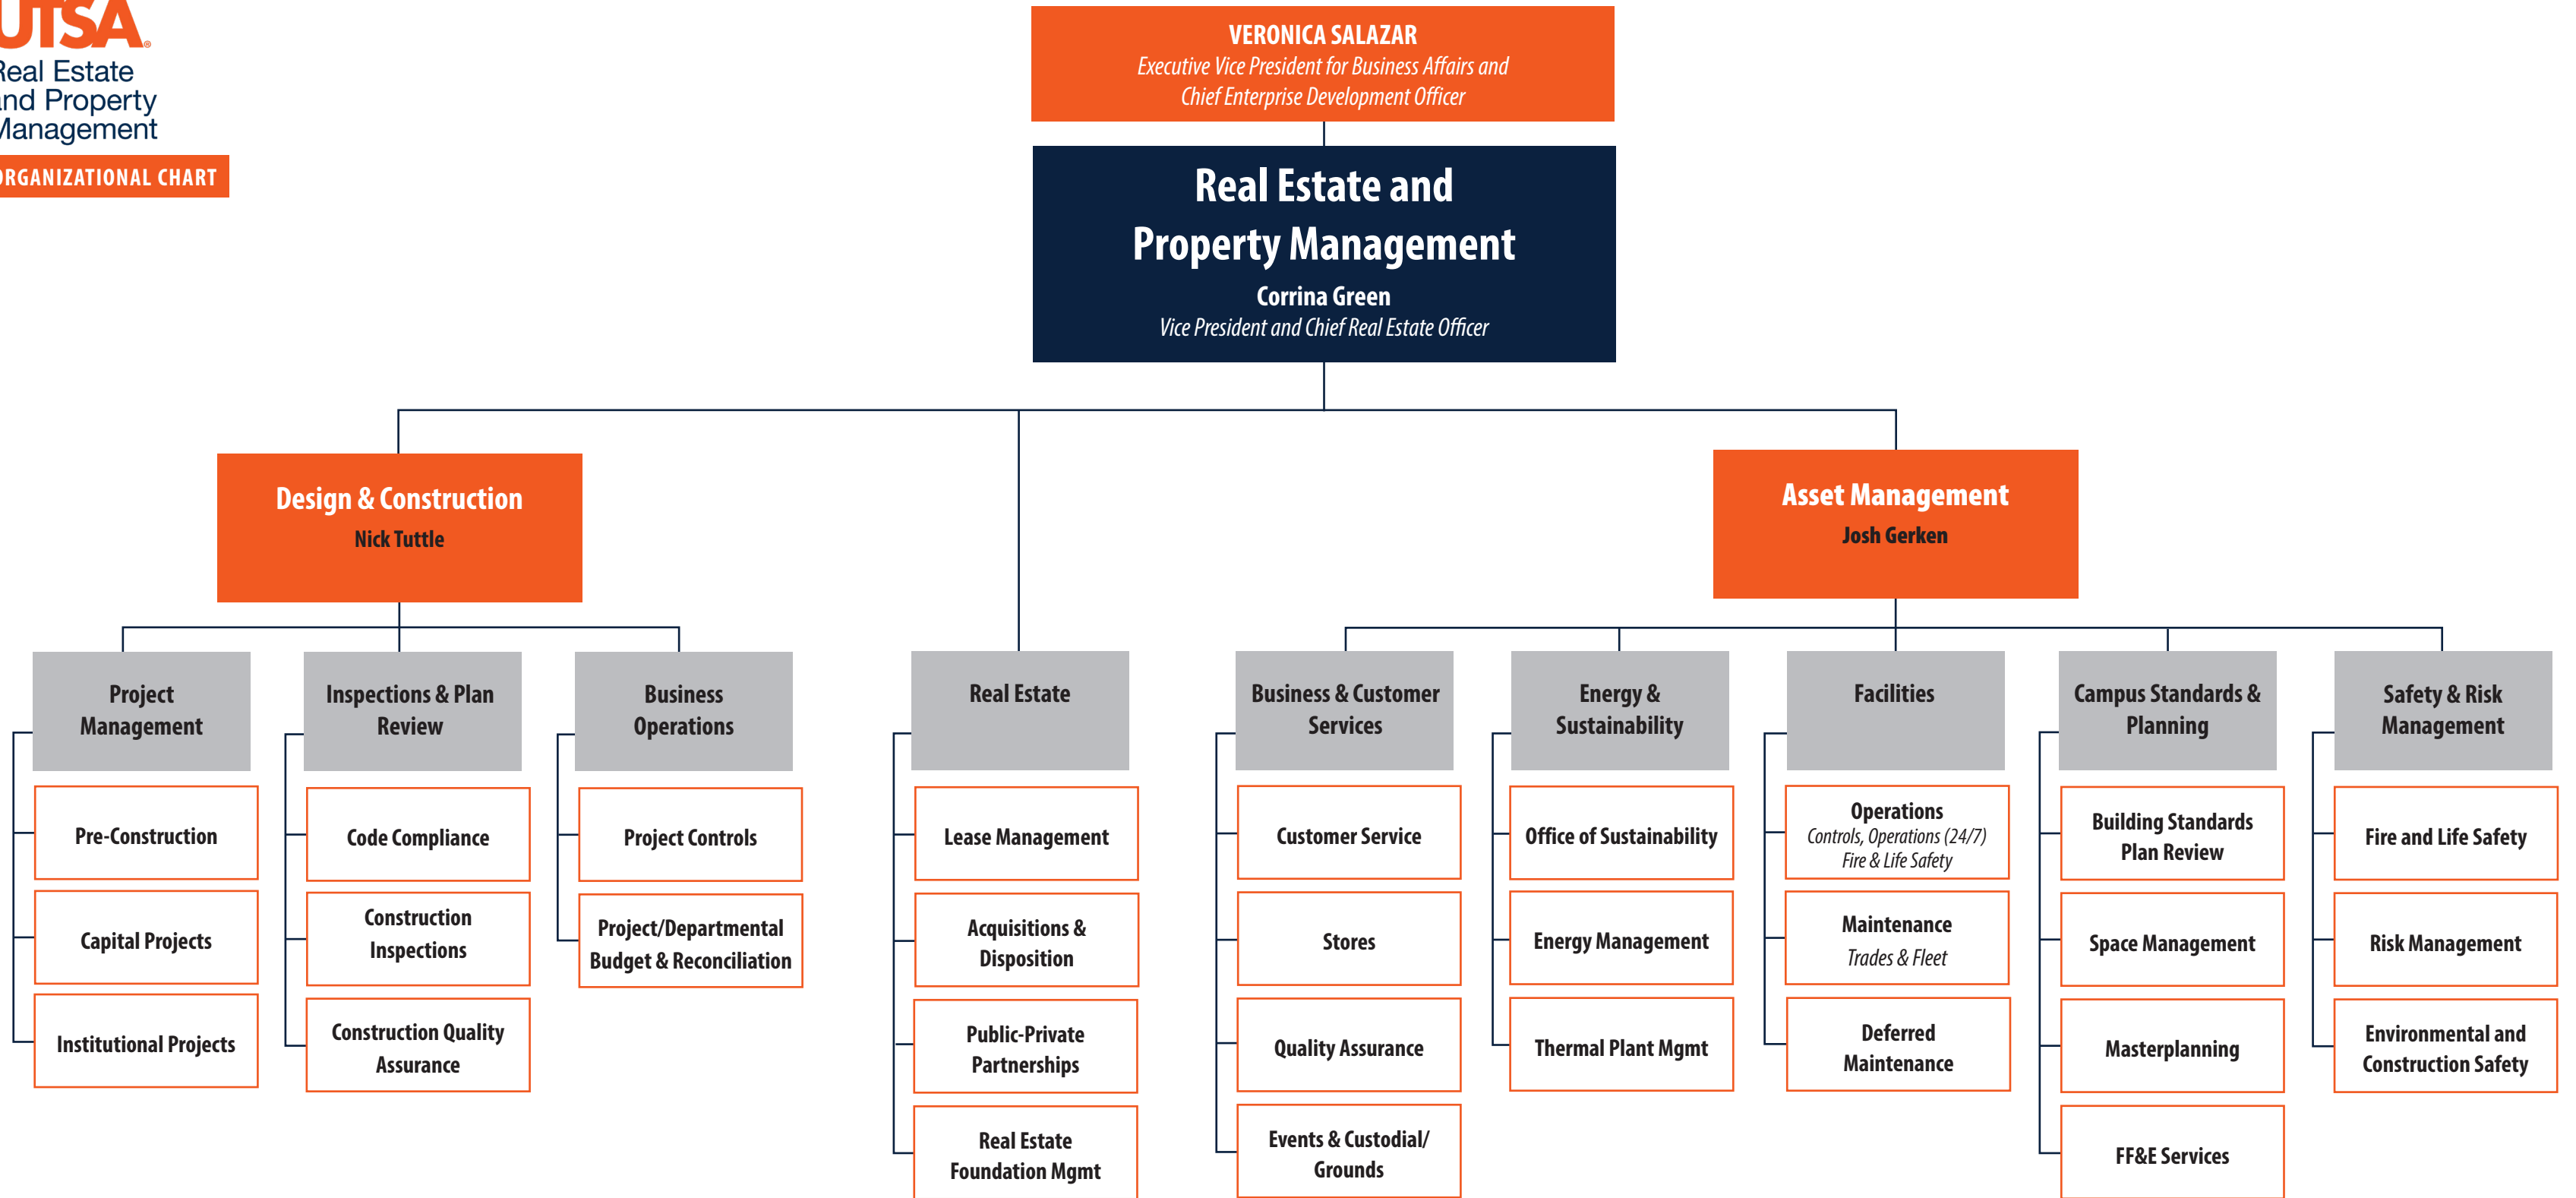 UTSA®
Real Estate
and Property
Management
ORGANIZATIONAL CHART
VERONICA SALAZAR
Executive Vice President for Business Affairs and
Chief Enterprise Development Officer
Real Estate and
Property Management
Corrina Green
Vice President and Chief Real Estate Officer
Design & Construction
Nick Tuttle
Asset Management
Josh Gerken
Project
Management
Pre-Construction
Capital Projects
Institutional Projects
Inspections & Plan
Review
Code Compliance
Construction
Inspections
Construction Quality
Assurance
Business
Operations
Project Controls
Project/Departmental
Budget & Reconciliation
Real Estate
Lease Management
Acquisitions &
Disposition
Public-Private
Partnerships
Real Estate
Foundation Mgmt
Business & Customer
Services
Customer Service
Stores
Quality Assurance
Events & Custodial/
Grounds
Energy &
Sustainability
Office of Sustainability
Energy Management
Thermal Plant Mgmt
Facilities
Operations
Controls, Operations (24/7)
Fire & Life Safety
Maintenance
Trades & Fleet
Deferred
Maintenance
Campus Standards &
Planning
Building Standards
Plan Review
Space Management
Masterplanning
FF&E Services
Safety & Risk
Management
Fire and Life Safety
Risk Management
Environmental and
Construction Safety